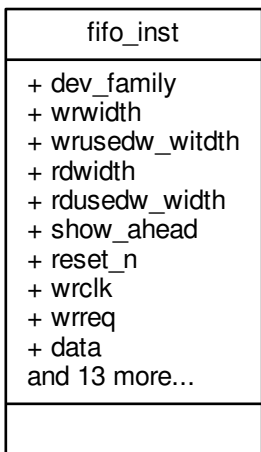 fifo_inst
+ dev_family
+ wrwidth
+ wrusedw_witdth
+ rdwidth
+ rdusedw_width
+ show_ahead
+ reset_n
+ wrclk
+ wrreq
+ data
and 13 more...